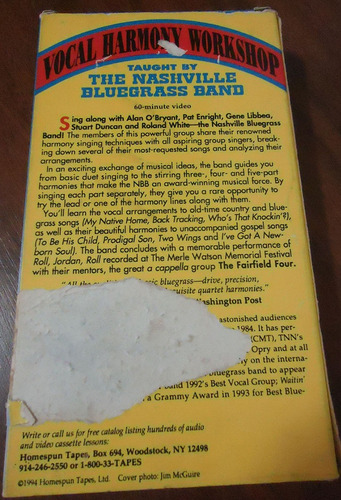 VOCAL HARMONY WORKSHOP
TAUGHT BY
THE NASHVILLE
BLUEGRASS BAND
60-minute video
Sing along with Alan O'Bryant, Pat Enright, Gene Libbea,
Stuart Duncan and Roland White—the Nashville Bluegrass
Band! The members of this powerful group share their renowned
harmony singing techniques with all aspiring group singers, break-
ing down several of their most-requested songs and analyzing their
arrangements.
In an exciting exchange of musical ideas, the band guides you
from basic duet singing to the stirring three-, four- and five-part
harmonies that make the NBB an award-winning musical force. By
singing each part separately, they give you a rare opportunity to
try the lead or one of the harmony lines along with them.
You'll learn the vocal arrangements to old-time country and blue-
grass songs (My Native Home, Back Tracking, Who's That Knockin'?),
as well as their beautiful harmonies to unaccompanied gospel songs
(To Be His Child, Prodigal Son, Two Wings and I've Got A New-
born Soul). The band concludes with a memorable performance of
Roll, Jordan, Roll recorded at The Merle Watson Memorial Festival
with their mentors, the great a cappella group The Fairfield Four.
bluegrass—drive, precision,
quisite quartet harmonies."
Washington Post
astonished audiences
1984. It has per-
(CMT), TNN's
Opry and at all
y on the interna-
bluegrass band to appear
band 1992's Best Vocal Group; Waitin'
a Grammy Award in 1993 for Best Blue-
Write or call us for free catalog listing hundreds of audio
and video cassette lessons:
Homespun Tapes, Box 694, Woodstock, NY 12498
914-246-2550 or 1-800-33-TAPES
©1994 Homespun Tapes, Ltd. Cover photo: Jim McGuire